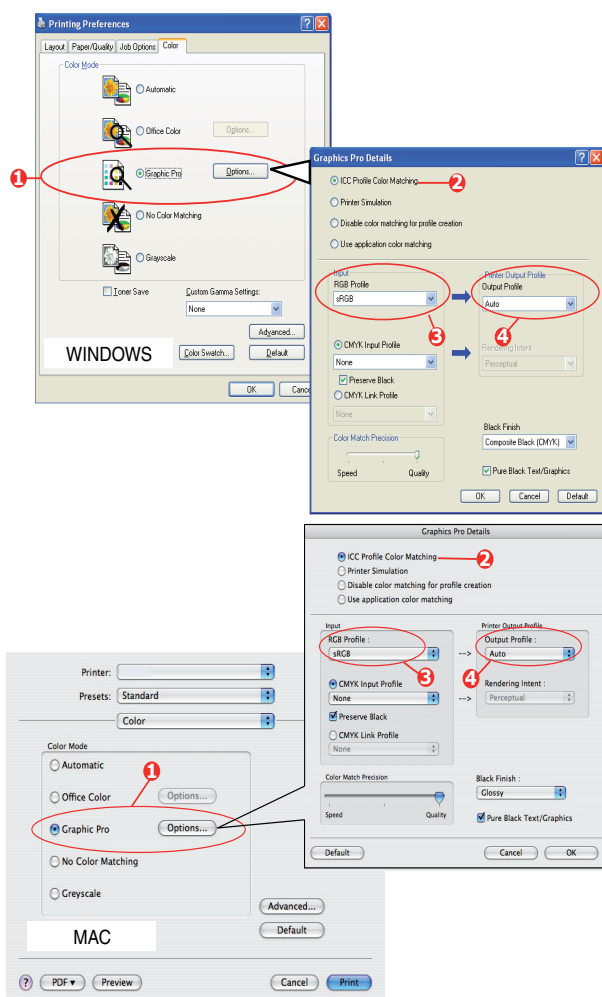 Printing Preferences
Layout Paper/Quality Job Options Color
Color Mode
Automatic
Office Color Options...
1
Graphic Pro Options...
No Color Matching
Grayscale
Toner Save Custom Gamma Settings:
None
Advanced...
WINDOWS Color Swatch... Default
OK Cance
Graphics Pro Details
ICC Profile Color Matching 2
Printer Simulation
Disable color matching for profile creation
Use application color matching
Input Printer Output Profile
RGB Profile Output Profile
sRGB Auto
3 4
CMYK Input Profile Rendering Intent
None Perceptual
Preserve Black
CMYK Link Profile
None
Black Finish
Color Match Precision Composite Black (CMYK)
Speed Quality Pure Black Text/Graphics
OK Cancel Default
Graphics Pro Details
ICC Profile Color Matching 2
Printer Simulation
Disable color matching for profile creation
Use application color matching
Input Printer Output Profile
RGB Profile : Output Profile :
sRGB --> Auto
3 4
CMYK Input Profile Rendering Intent :
None --> Perceptual
Preserve Black
CMYK Link Profile
None
Color Match Precision Black Finish :
Glossy
Speed Quality Pure Black Text/Graphics
Default Cancel OK
Printer:
Presets: Standard
Color
Color Mode
Automatic
1
Office Color Options...
Graphic Pro Options...
No Color Matching
Greyscale
Advanced...
MAC Default
? PDF Preview Cancel Print